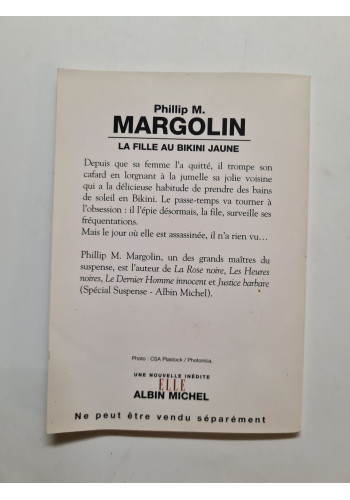 Phillip M.
MARGOLIN
LA FILLE AU BIKINI JAUNE
Depuis que sa femme l'a quitté, il trompe son
cafard en lorgnant à la jumelle sa jolie voisine
qui a la délicieuse habitude de prendre des bains
de soleil en Bikini. Le passe-temps va tourner à
l'obsession : il l'épie désormais, la file, surveille ses
fréquentations.
Mais le jour où elle est assassinée, il n'a rien vu...
Phillip M. Margolin, un des grands maîtres du
suspense, est l'auteur de La Rose noire, Les Heures
noires, Le Dernier Homme innocent et Justice barbare
(Spécial Suspense - Albin Michel).
Photo : CSA Plastock / Photonica.
UNE NOUVELLE INÉDITE
ELLE
ALBIN MICHEL
Ne peut être vendu séparément